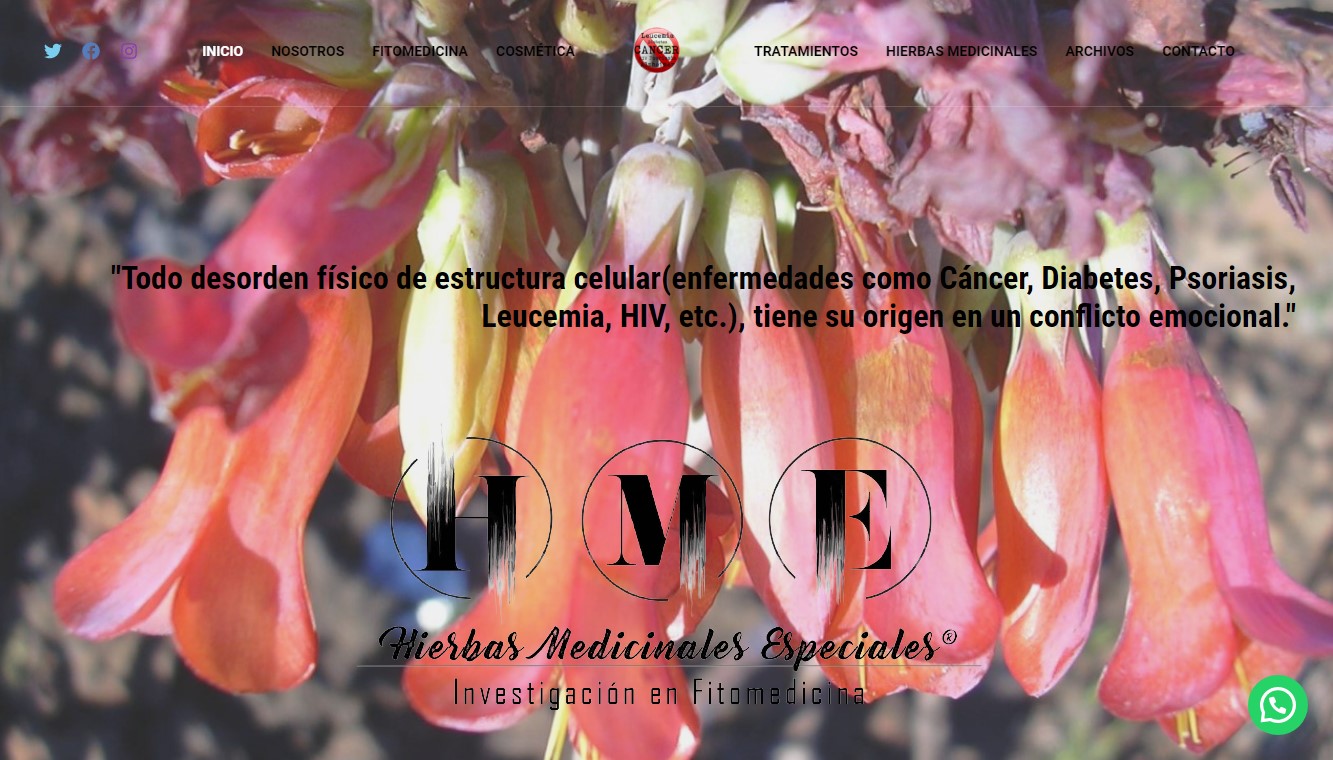 INICIO NOSOTROS FITOMEDICINA COSMÉTICA
Leucemia
CANCER
TRATAMIENTOS HIERBAS MEDICINALES ARCHIVOS CONTACTO
"Todo desorden físico de estructura celular(enfermedades como Cáncer, Diabetes, Psoriasis,
Leucemia, HIV, etc.), tiene su origen en un conflicto emocional."
H M E
Hierbas Medicinales Especiales®
Investigación en Fitomedicina